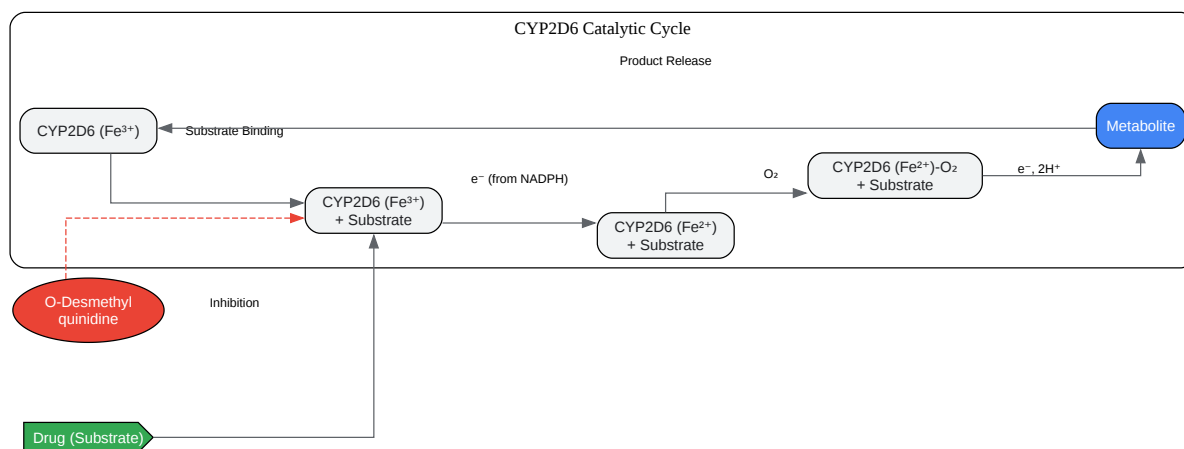 CYP2D6 Catalytic Cycle
Product Release
Metabolite
CYP2D6 (Fe³⁺)
Substrate Binding
CYP2D6 (Fe²⁺)-O₂
+ Substrate
e⁻, 2H⁺
O₂
e⁻ (from NADPH)
CYP2D6 (Fe³⁺)
+ Substrate
CYP2D6 (Fe²⁺)
+ Substrate
O-Desmethyl
quinidine
Inhibition
Drug (Substrate)